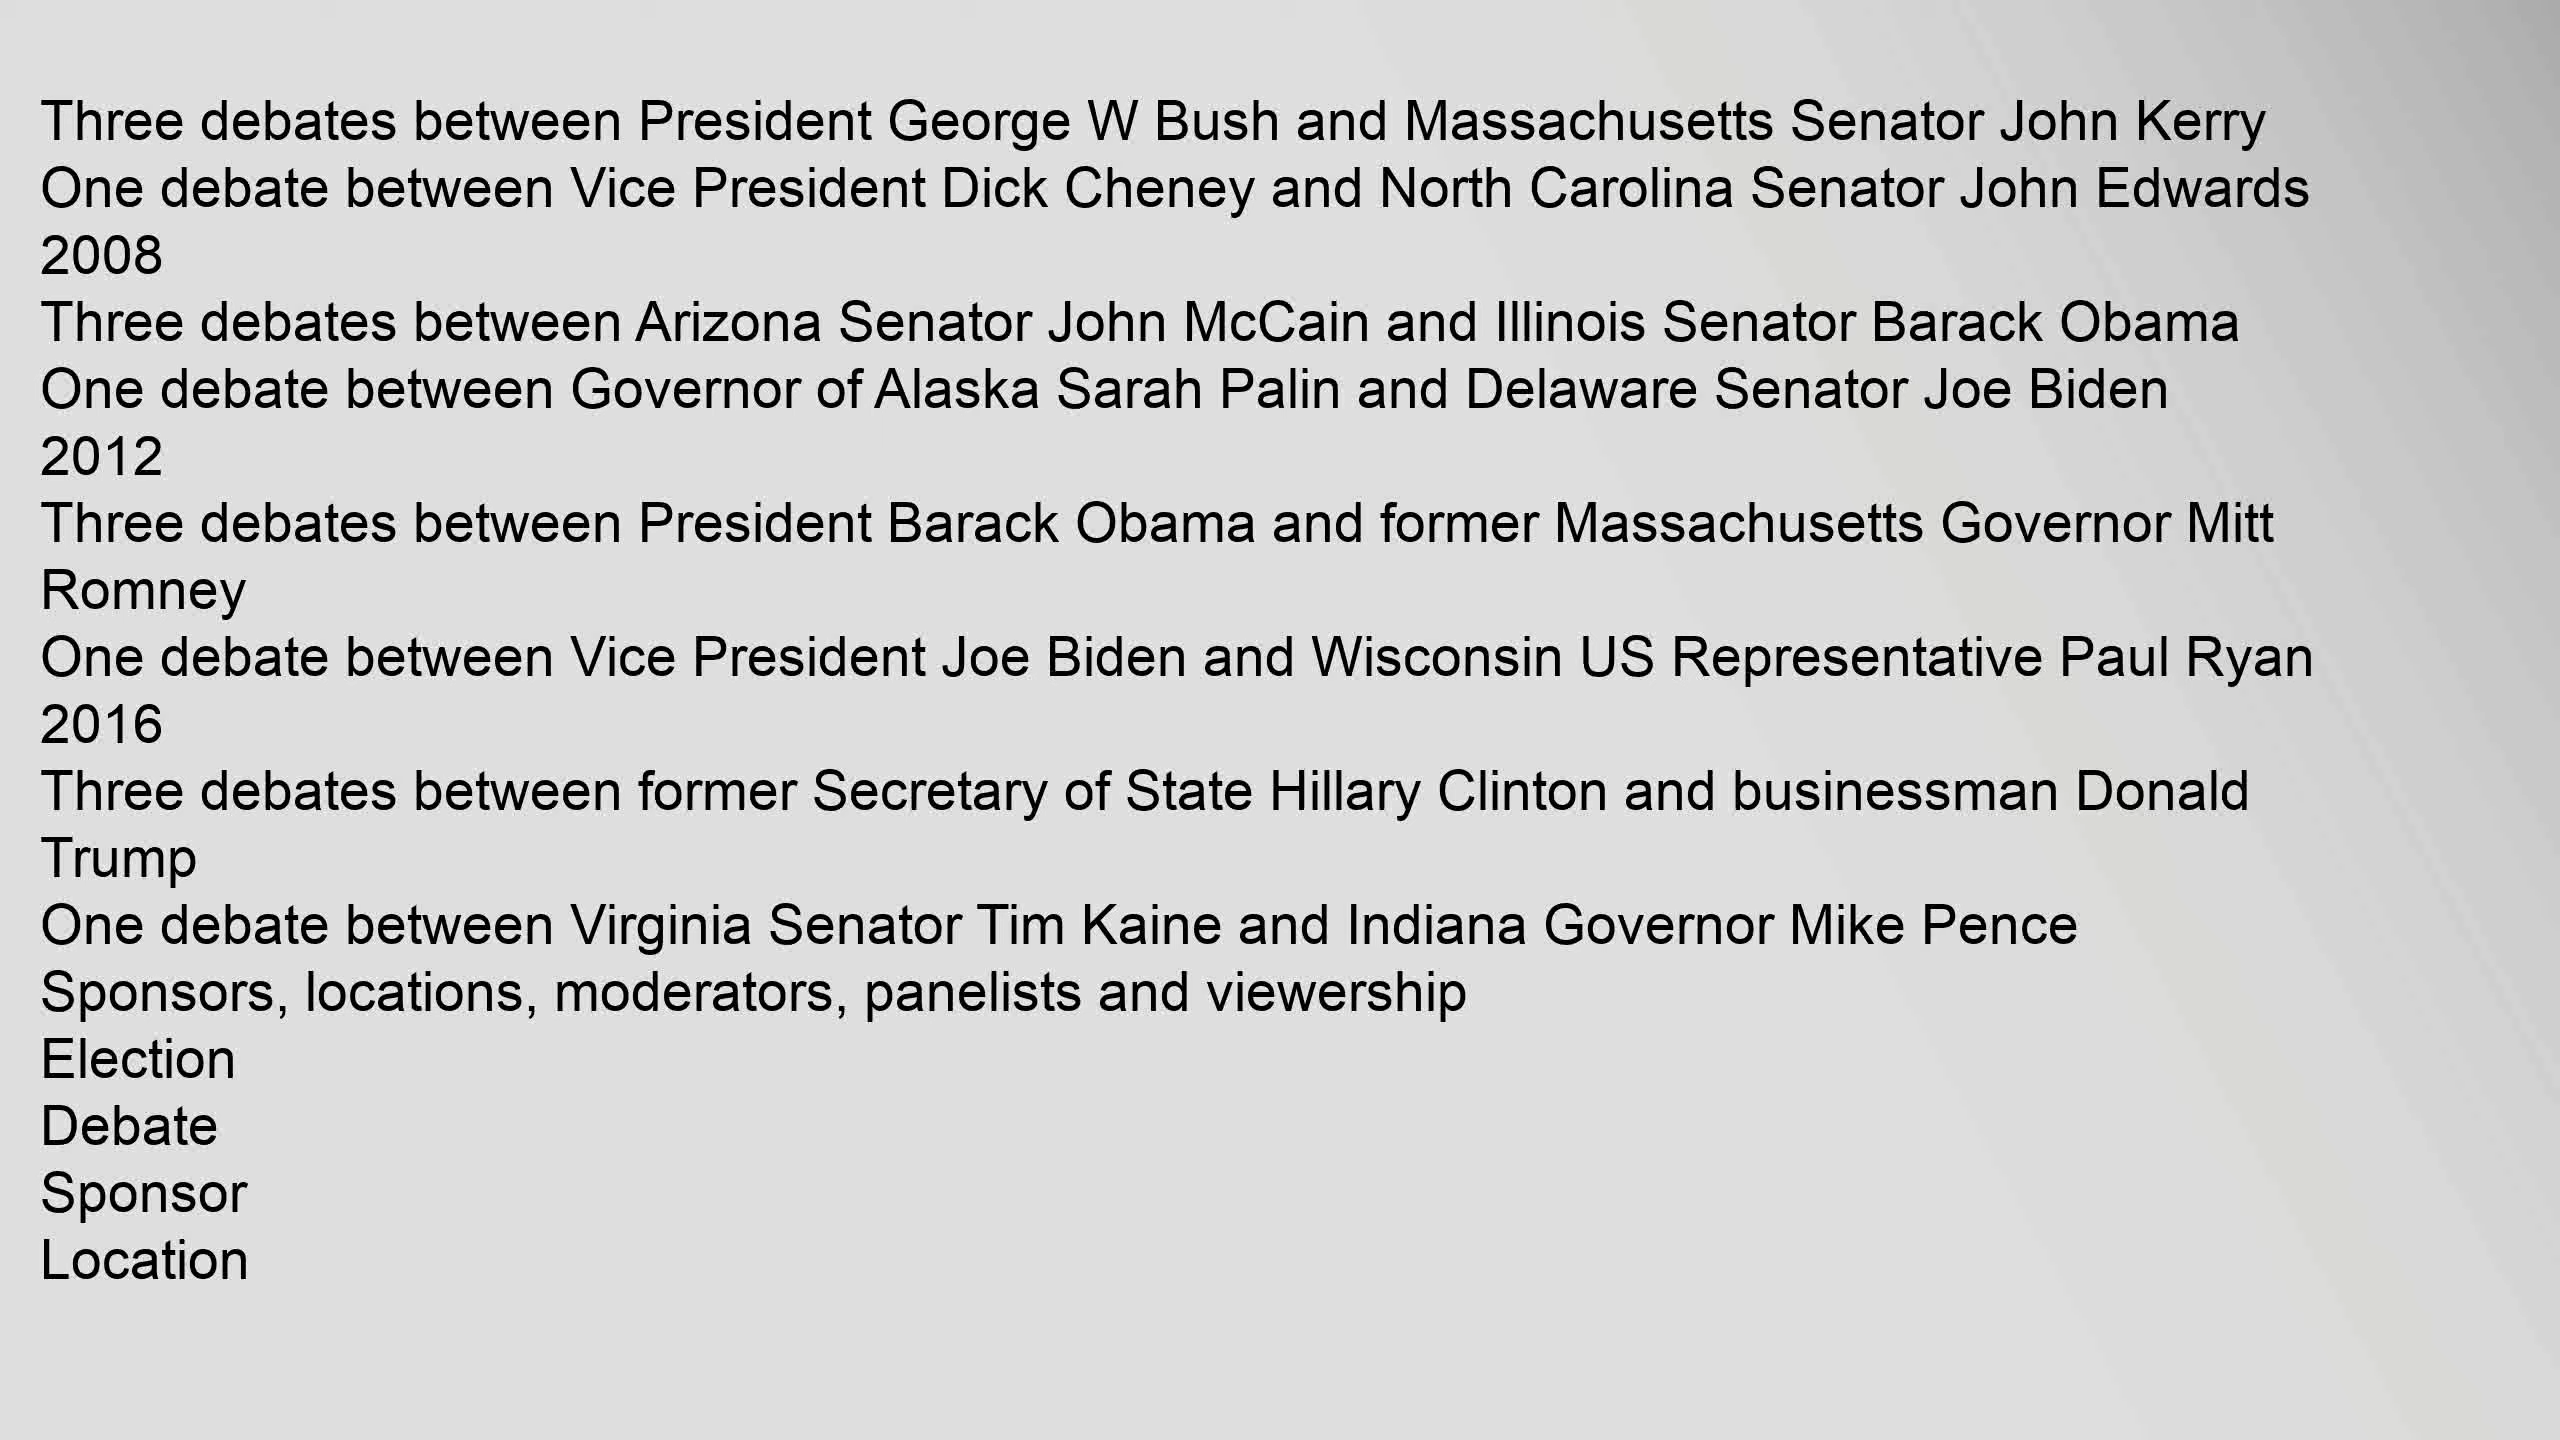 Three debates between President George W Bush and Massachusetts Senator John Kerry
One debate between Vice President Dick Cheney and North Carolina Senator John Edwards
2008
Three debates between Arizona Senator John McCain and Illinois Senator Barack Obama
One debate between Governor of Alaska Sarah Palin and Delaware Senator Joe Biden
2012
Three debates between President Barack Obama and former Massachusetts Governor Mitt
Romney
One debate between Vice President Joe Biden and Wisconsin US Representative Paul Ryan
2016
Three debates between former Secretary of State Hillary Clinton and businessman Donald
Trump
One debate between Virginia Senator Tim Kaine and Indiana Governor Mike Pence
Sponsors, locations, moderators, panelists and viewership
Election
Debate
Sponsor
Location